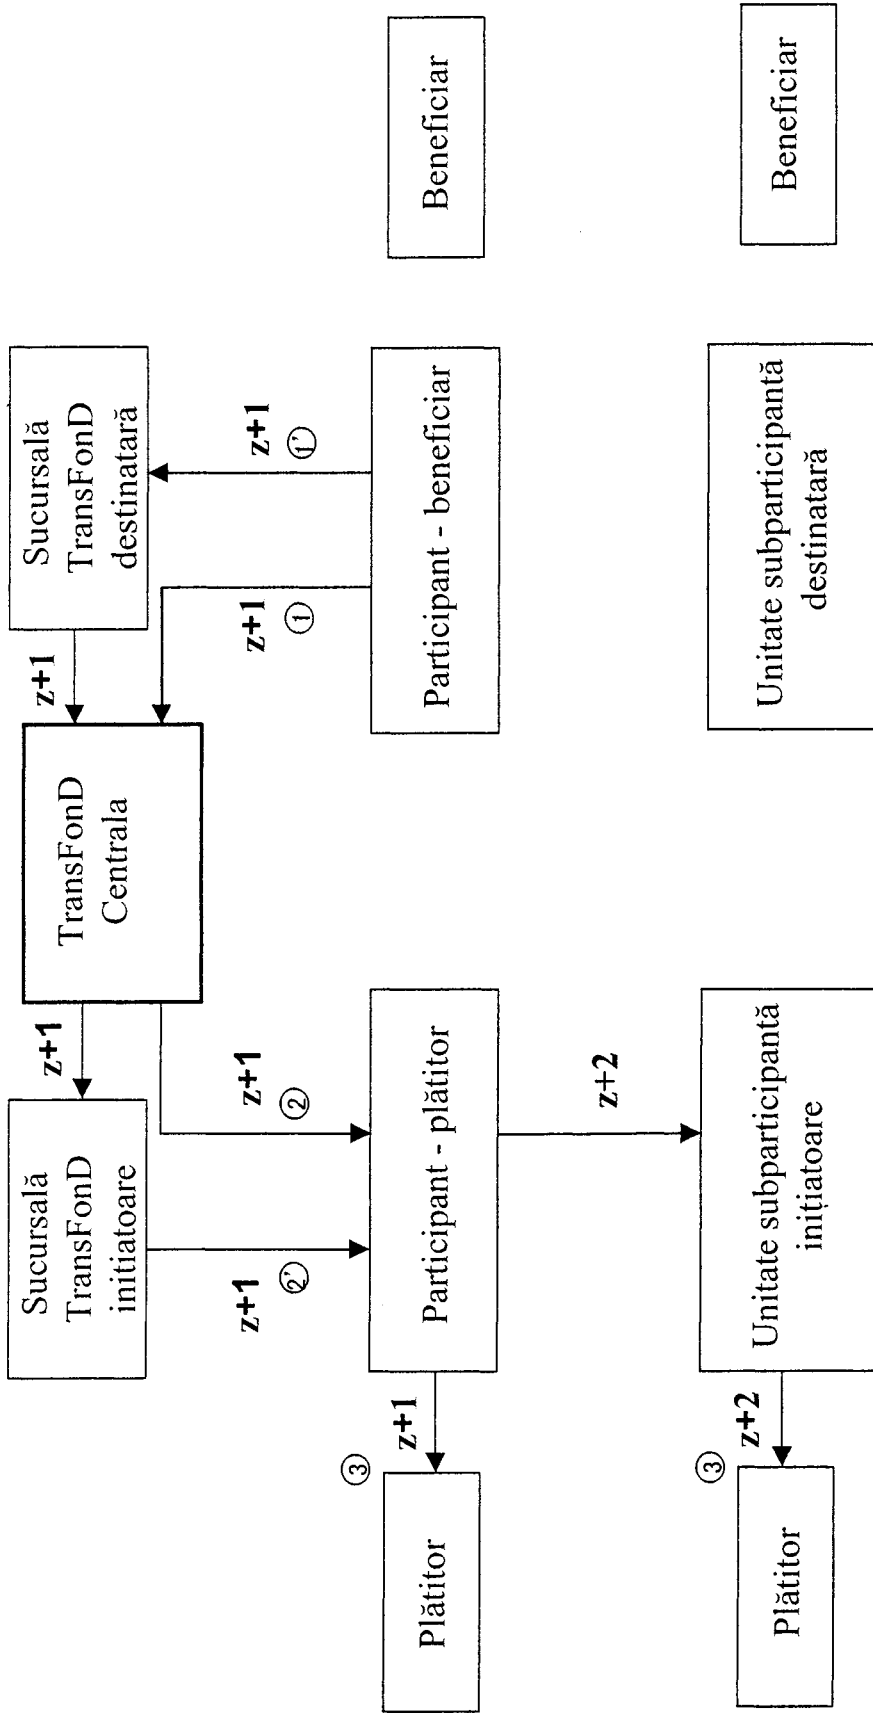 Sucursală
TransFonD
initiatoare
z+1
TransFonD
Centrala
z+1
Sucursală
TransFonD
destinatară
z+1
2'
z+1
2
z+1
1
z+1
1'
3
Plătitor
z+1
Participant - plătitor
Participant - beneficiar
Beneficiar
z+2
3
Plătitor
z+2
Unitate subparticipantă
inițiatoare
Unitate subparticipantă
destinatară
Beneficiar